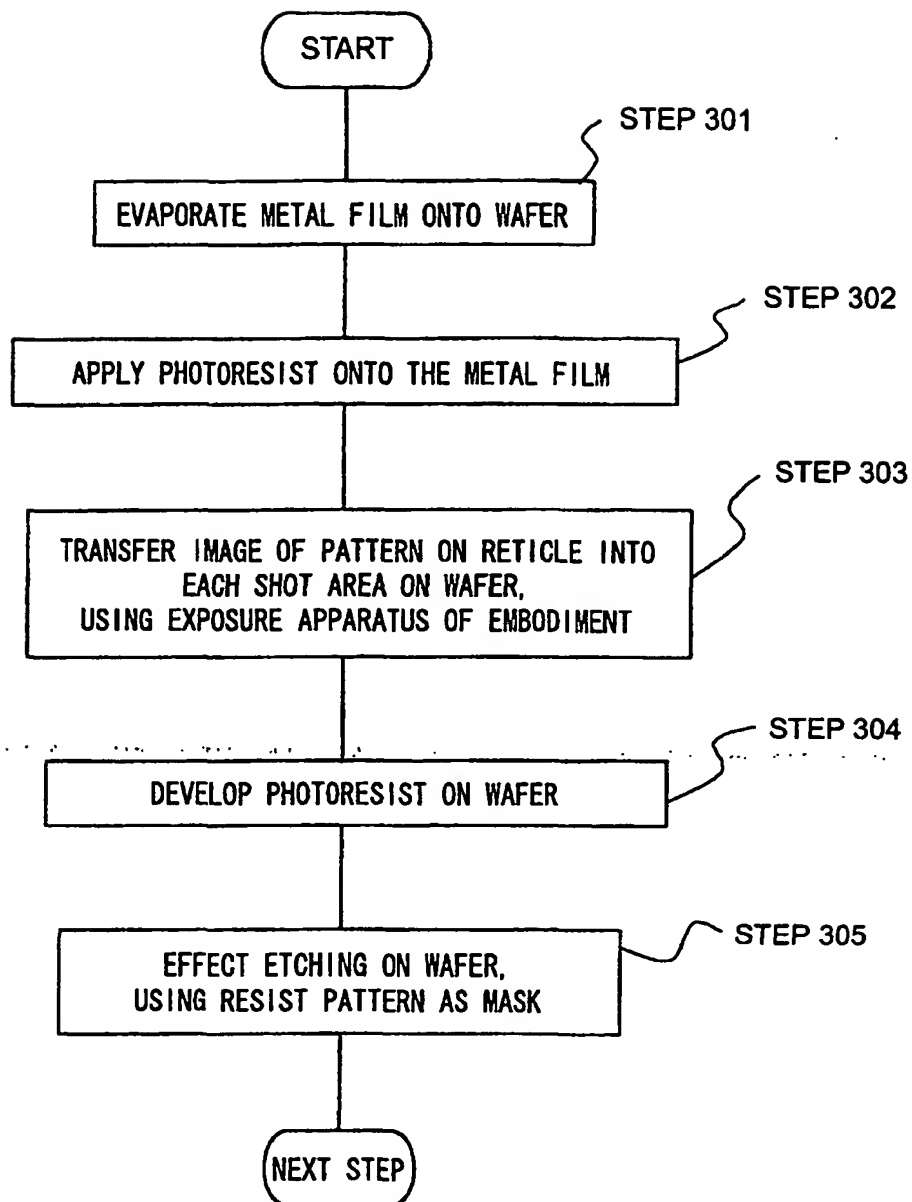 START
STEP 301
EVAPORATE METAL FILM ONTO WAFER
STEP 302
APPLY PHOTORESIST ONTO THE METAL FILM
STEP 303
TRANSFER IMAGE OF PATTERN ON RETICLE INTO
EACH SHOT AREA ON WAFER,
USING EXPOSURE APPARATUS OF EMBODIMENT
STEP 304
DEVELOP PHOTORESIST ON WAFER
STEP 305
EFFECT ETCHING ON WAFER,
USING RESIST PATTERN AS MASK
NEXT STEP